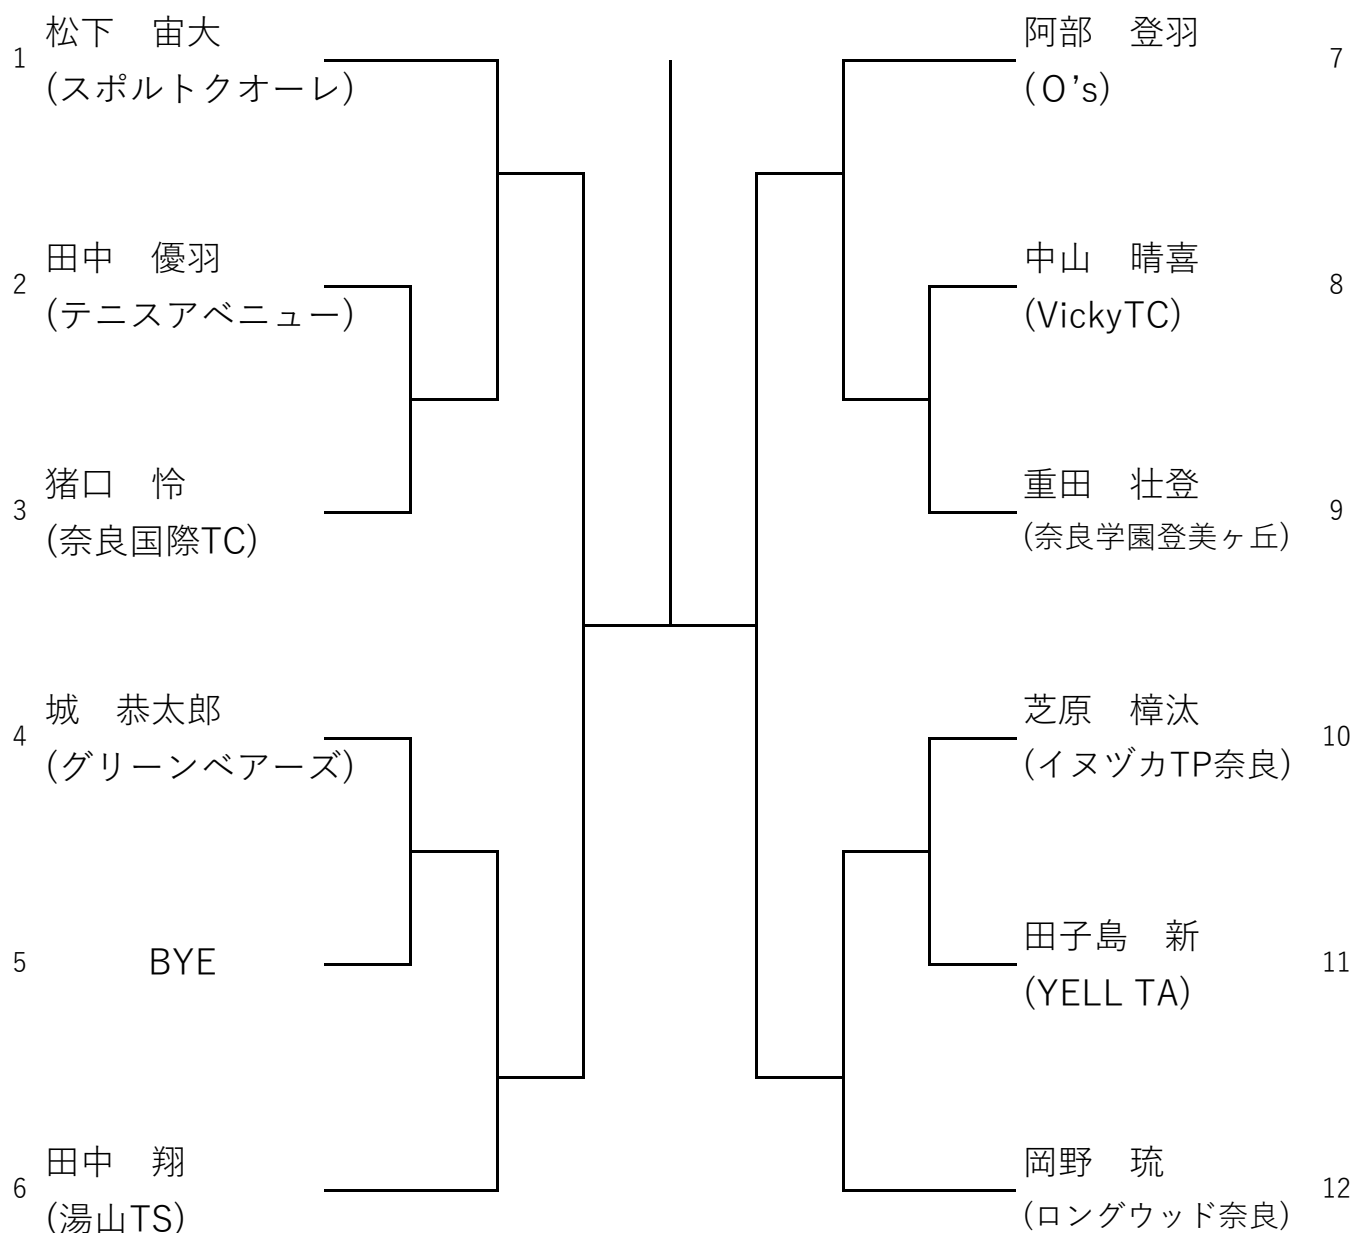 1
松下　宙大
(スポルトクオーレ)
2
田中　優羽
(テニスアベニュー)
3
猪口　怜
(奈良国際TC)
4
城　恭太郎
(グリーンベアーズ)
5
BYE
6
田中　翔
(湯山TS)
阿部　登羽
(Ｏ’s)
7
中山　晴喜
(VickyTC)
8
重田　壮登
(奈良学園登美ヶ丘)
9
芝原　樟汰
(イヌヅカTP奈良)
10
田子島　新
(YELL TA)
11
岡野　琉
(ロングウッド奈良)
12